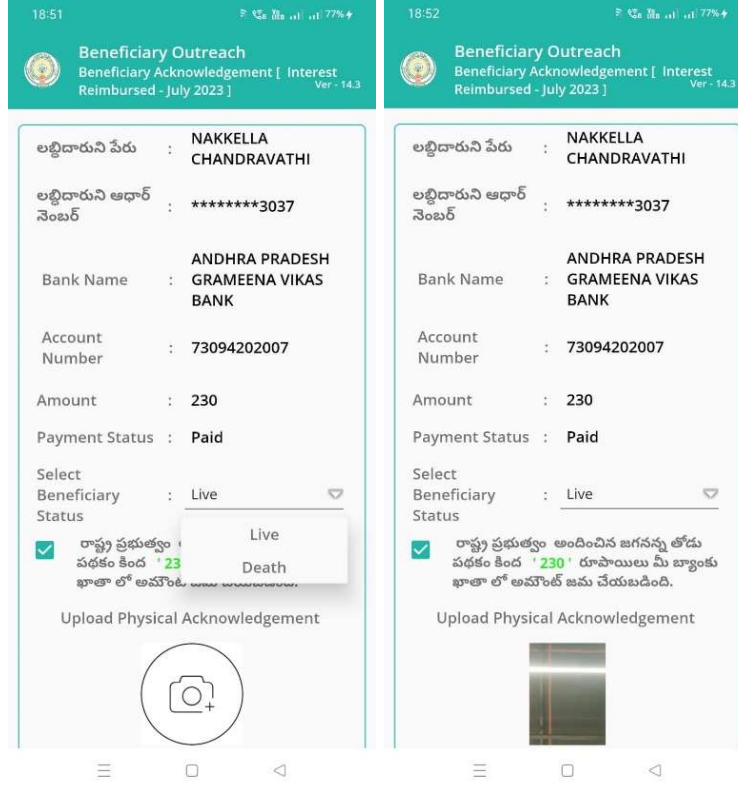 18:51
77%
Beneficiary Outreach
Beneficiary Acknowledgement [ Interest
Reimbursed - July 2023 ]
Ver - 14.3
లబ్ధిదారుని పేరు : NAKKELLA
CHANDRAVATHI
లబ్ధిదారుని ఆధార్
నెంబర్ : ********3037
Bank Name : ANDHRA PRADESH
GRAMEENA VIKAS
BANK
Account
Number : 73094202007
Amount : 230
Payment Status : Paid
Select
Beneficiary : Live
Status
Live
Death
రాష్ట్ర ప్రభుత్వం
పథకం కింద ' 23
ఖాతా లో అమౌంట్ జమ చేయబడింది.
Upload Physical Acknowledgement
18:52
77%
Beneficiary Outreach
Beneficiary Acknowledgement [ Interest
Reimbursed - July 2023 ]
Ver - 14.3
లబ్ధిదారుని పేరు : NAKKELLA
CHANDRAVATHI
లబ్ధిదారుని ఆధార్
నెంబర్ : ********3037
Bank Name : ANDHRA PRADESH
GRAMEENA VIKAS
BANK
Account
Number : 73094202007
Amount : 230
Payment Status : Paid
Select
Beneficiary : Live
Status
రాష్ట్ర ప్రభుత్వం అందించిన జగనన్న తోడు
పథకం కింద ' 230 ' రూపాయిలు మీ బ్యాంకు
ఖాతా లో అమౌంట్ జమ చేయబడింది.
Upload Physical Acknowledgement